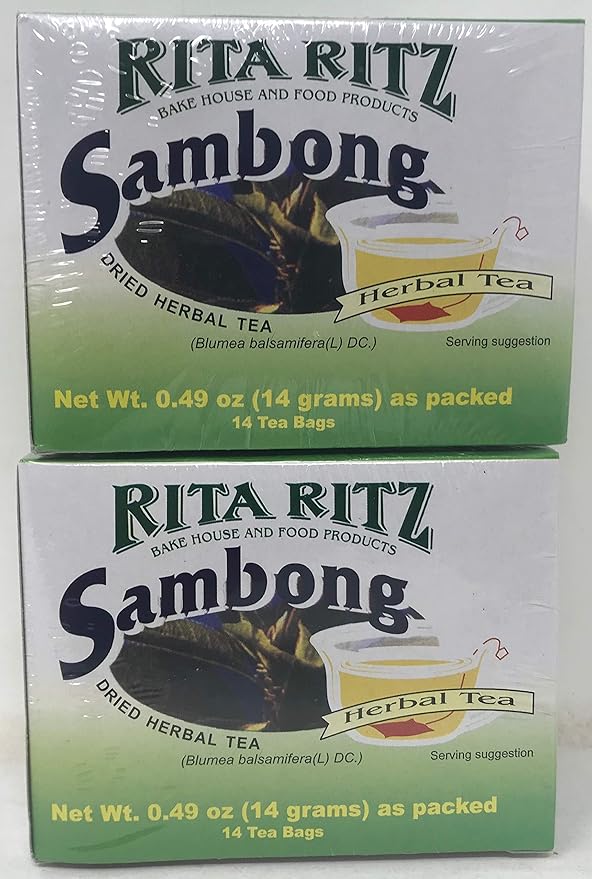 RITA RITZ
BAKE HOUSE AND FOOD PRODUCTS
Sambong
DRIED HERBAL TEA
Herbal Tea
(Blumea balsamifera(L) DC.)
Serving suggestion
Net Wt. 0.49 oz (14 grams) as packed
14 Tea Bags
RITA RITZ
BAKE HOUSE AND FOOD PRODUCTS
Sambong
DRIED HERBAL TEA
Herbal Tea
(Blumea balsamifera(L) DC.)
Serving suggestion
Net Wt. 0.49 oz (14 grams) as packed
14 Tea Bags